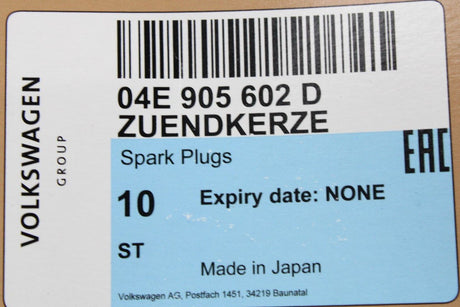 VOLKSWAGEN
GROUP
04E 905 602 D
ZUENDKERZE
Spark Plugs
EAC
10
Expiry date: NONE
ST
Made in Japan
Volkswagen AG, Postfach 1451, 34219 Baunatal